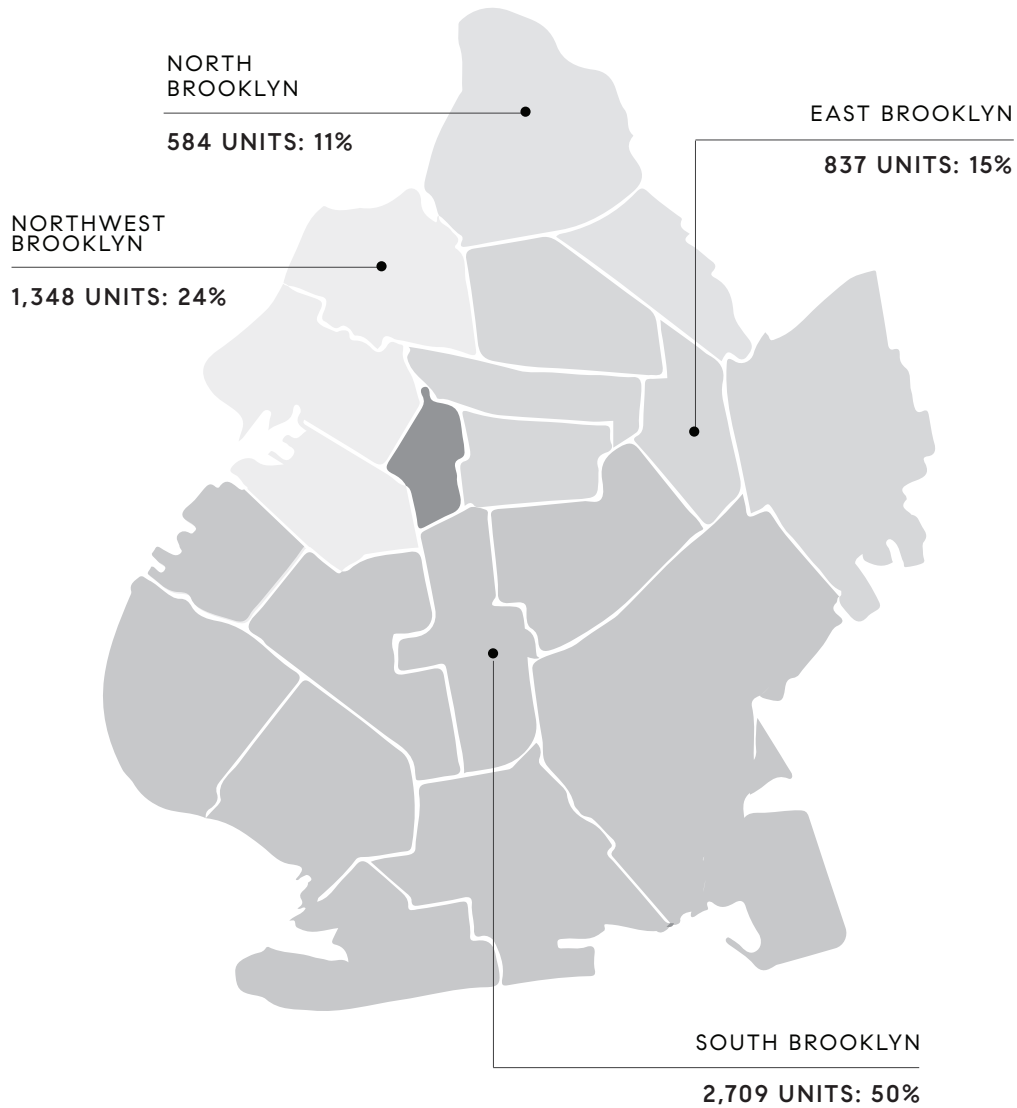 NORTH
BROOKLYN
584 UNITS: 11%
EAST BROOKLYN
837 UNITS: 15%
NORTHWEST
BROOKLYN
1,348 UNITS: 24%
SOUTH BROOKLYN
2,709 UNITS: 50%